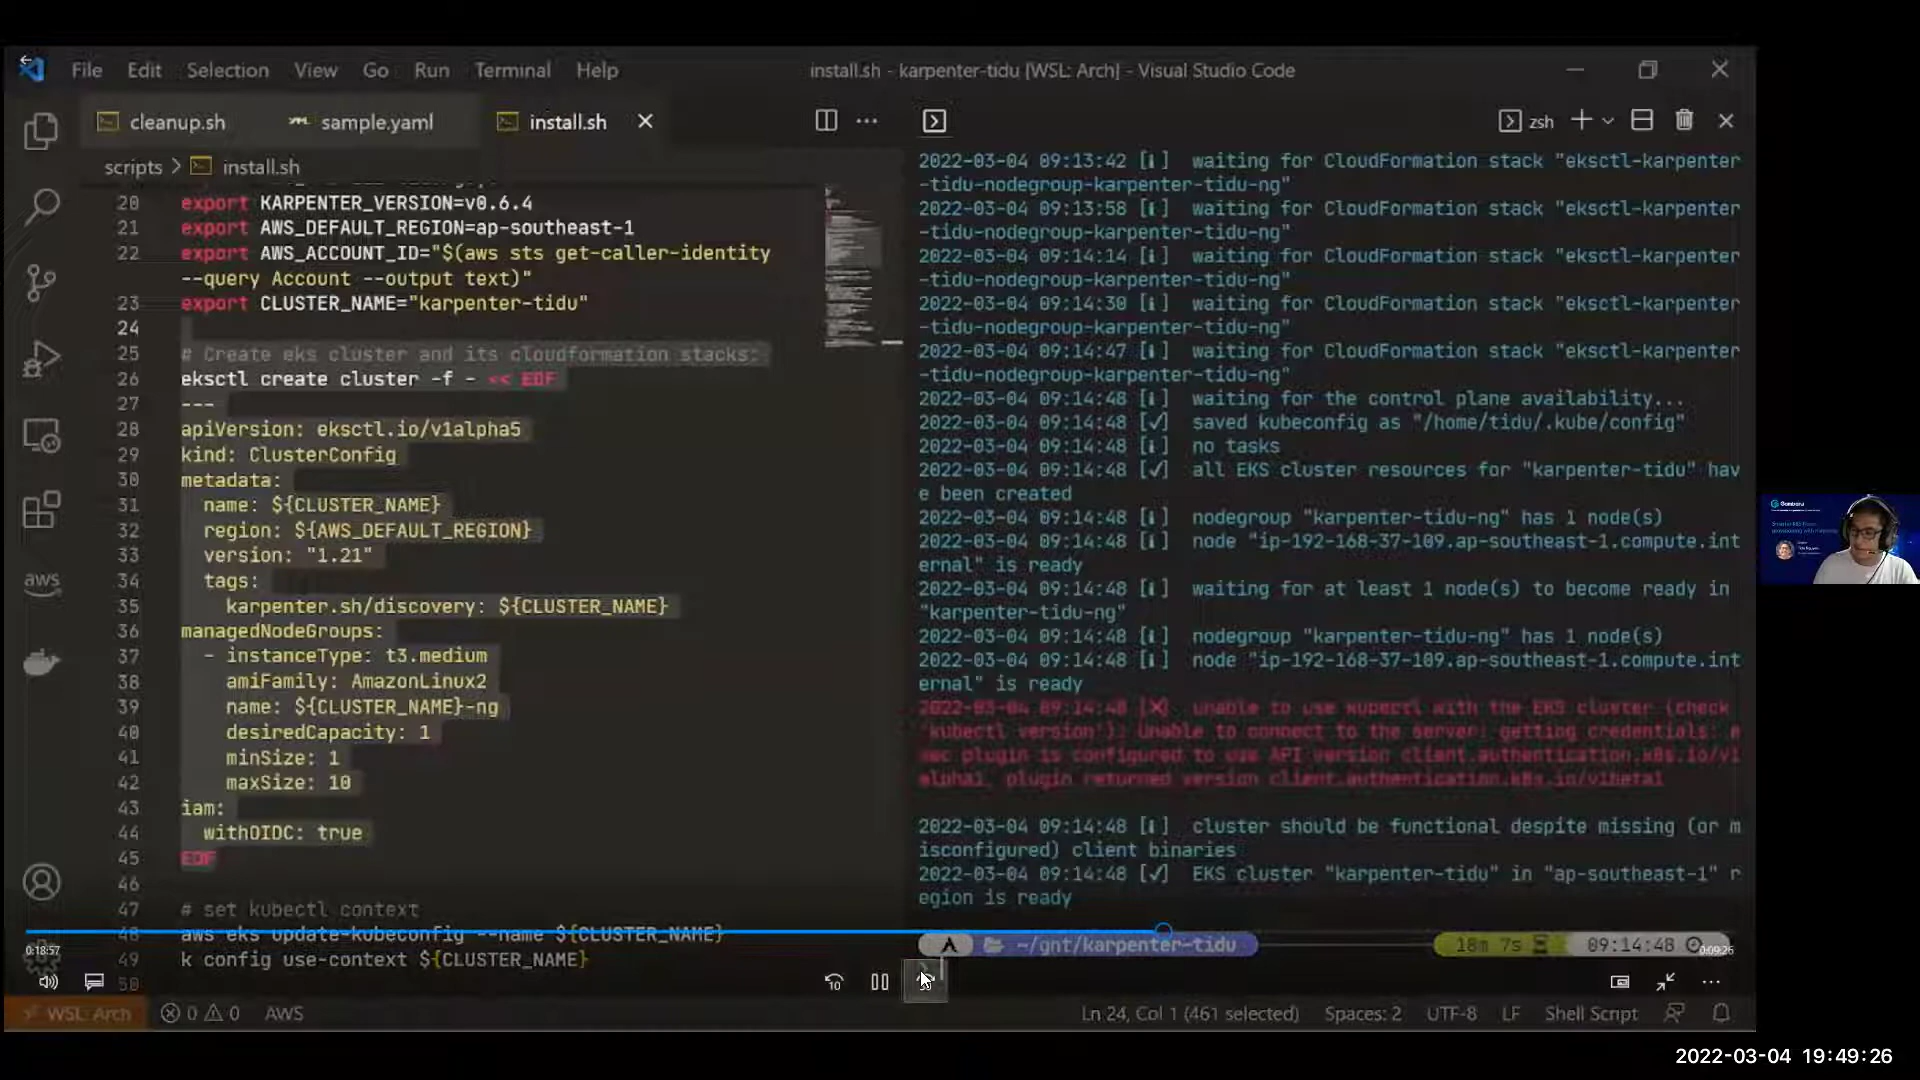 File Edit Selection View Go Run Terminal Help
install.sh - karpenter-tidu [WSL: Arch] - Visual Studio Code
cleanup.sh sample.yaml install.sh
scripts > install.sh
20 export KARPENTER_VERSION=v0.6.4
21 export AWS_DEFAULT_REGION=ap-southeast-1
22 export AWS_ACCOUNT_ID="$(aws sts get-caller-identity
--query Account --output text)"
23 export CLUSTER_NAME="karpenter-tidu"
24
25 # Create eks cluster and its cloudformation stacks:
26 eksctl create cluster -f - << EOF
27 ---
28 apiVersion: eksctl.io/v1alpha5
29 kind: ClusterConfig
30 metadata:
31 name: ${CLUSTER_NAME}
32 region: ${AWS_DEFAULT_REGION}
33 version: "1.21"
34 tags:
35 karpenter.sh/discovery: ${CLUSTER_NAME}
36 managedNodeGroups:
37 - instanceType: t3.medium
38 amiFamily: AmazonLinux2
39 name: ${CLUSTER_NAME}-ng
40 desiredCapacity: 1
41 minSize: 1
42 maxSize: 10
43 iam:
44 withOIDC: true
45 EOF
46
47 # set kubectl context
48 aws eks update-kubeconfig --name ${CLUSTER_NAME}
49 k config use-context ${CLUSTER_NAME}
50
aws
zsh
2022-03-04 09:13:42 [ℹ] waiting for CloudFormation stack "eksctl-karpenter
-tidu-nodegroup-karpenter-tidu-ng"
2022-03-04 09:13:58 [ℹ] waiting for CloudFormation stack "eksctl-karpenter
-tidu-nodegroup-karpenter-tidu-ng"
2022-03-04 09:14:14 [ℹ] waiting for CloudFormation stack "eksctl-karpenter
-tidu-nodegroup-karpenter-tidu-ng"
2022-03-04 09:14:30 [ℹ] waiting for CloudFormation stack "eksctl-karpenter
-tidu-nodegroup-karpenter-tidu-ng"
2022-03-04 09:14:47 [ℹ] waiting for CloudFormation stack "eksctl-karpenter
-tidu-nodegroup-karpenter-tidu-ng"
2022-03-04 09:14:48 [ℹ] waiting for the control plane availability...
2022-03-04 09:14:48 [✓] saved kubeconfig as "/home/tidu/.kube/config"
2022-03-04 09:14:48 [ℹ] no tasks
2022-03-04 09:14:48 [✓] all EKS cluster resources for "karpenter-tidu" hav
e been created
2022-03-04 09:14:48 [ℹ] nodegroup "karpenter-tidu-ng" has 1 node(s)
2022-03-04 09:14:48 [ℹ] node "ip-192-168-37-109.ap-southeast-1.compute.int
ernal" is ready
2022-03-04 09:14:48 [ℹ] waiting for at least 1 node(s) to become ready in
"karpenter-tidu-ng"
2022-03-04 09:14:48 [ℹ] nodegroup "karpenter-tidu-ng" has 1 node(s)
2022-03-04 09:14:48 [ℹ] node "ip-192-168-37-109.ap-southeast-1.compute.int
ernal" is ready
2022-03-04 09:14:48 [✖] unable to use kubectl with the EKS cluster (check
'kubectl version'): Unable to connect to the server: getting credentials: e
xec plugin is configured to use API version client.authentication.k8s.io/v1
alpha1, plugin returned version client.authentication.k8s.io/v1beta1
2022-03-04 09:14:48 [ℹ] cluster should be functional despite missing (or m
isconfigured) client binaries
2022-03-04 09:14:48 [✓] EKS cluster "karpenter-tidu" in "ap-southeast-1" r
egion is ready
~/gnt/karpenter-tidu 18m 7s 09:14:48
0:18:57
0:09:26
10
WSL: Arch 0 0 AWS
Ln 24, Col 1 (461 selected) Spaces: 2 UTF-8 LF Shell Script
2022-03-04 19:49:26